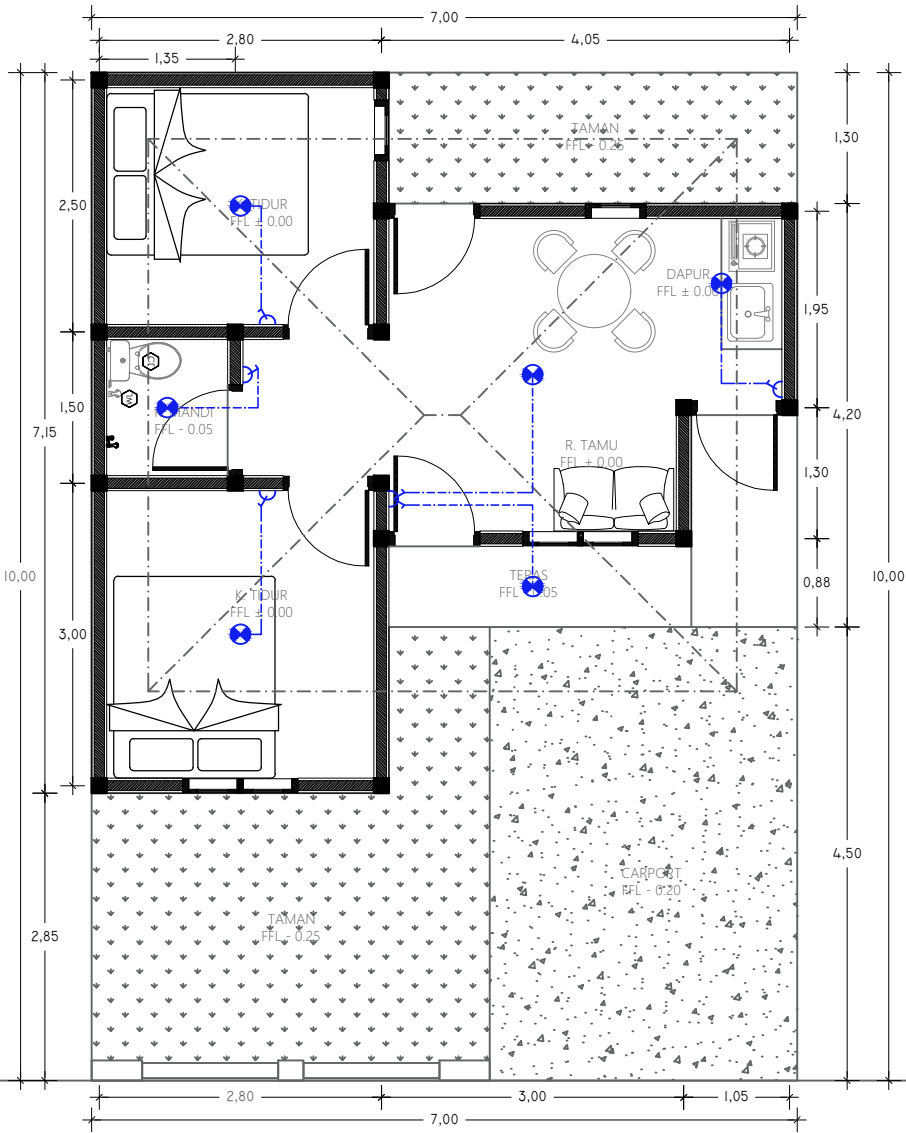 7,00
2,80
4,05
1,35
TAMAN
FFL - 0.25
1,30
2,50
TIDUR
FFL ± 0.00
DAPUR
FFL ± 0.00
1,95
1,50
7,15
MANDI
FFL - 0.05
4,20
R. TAMU
FFL ± 0.00
1,30
10,00
TERAS
FFL - 0.05
0,88
10,00
K. TIDUR
FFL ± 0.00
3,00
4,50
CARPORT
FFL - 0.20
TAMAN
FFL - 0.25
2,85
2,80
3,00
1,05
7,00